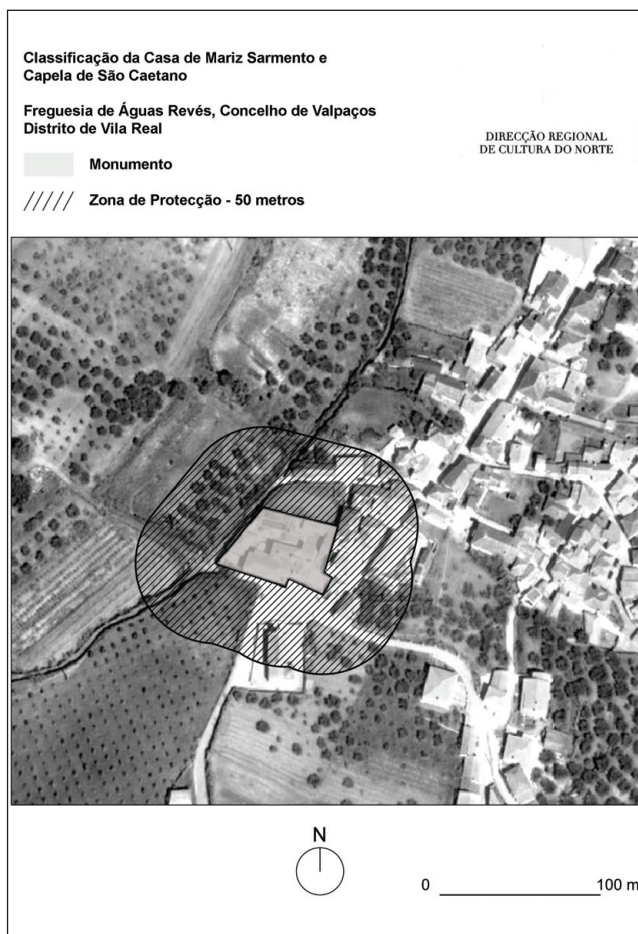 Classificação da Casa de Mariz Sarmento e
Capela de São Caetano
Freguesia de Águas Revés, Concelho de Valpaços
Distrito de Vila Real
DIRECÇÃO REGIONAL
DE CULTURA DO NORTE
Monumento
Zona de Protecção - 50 metros
N
0 100 m